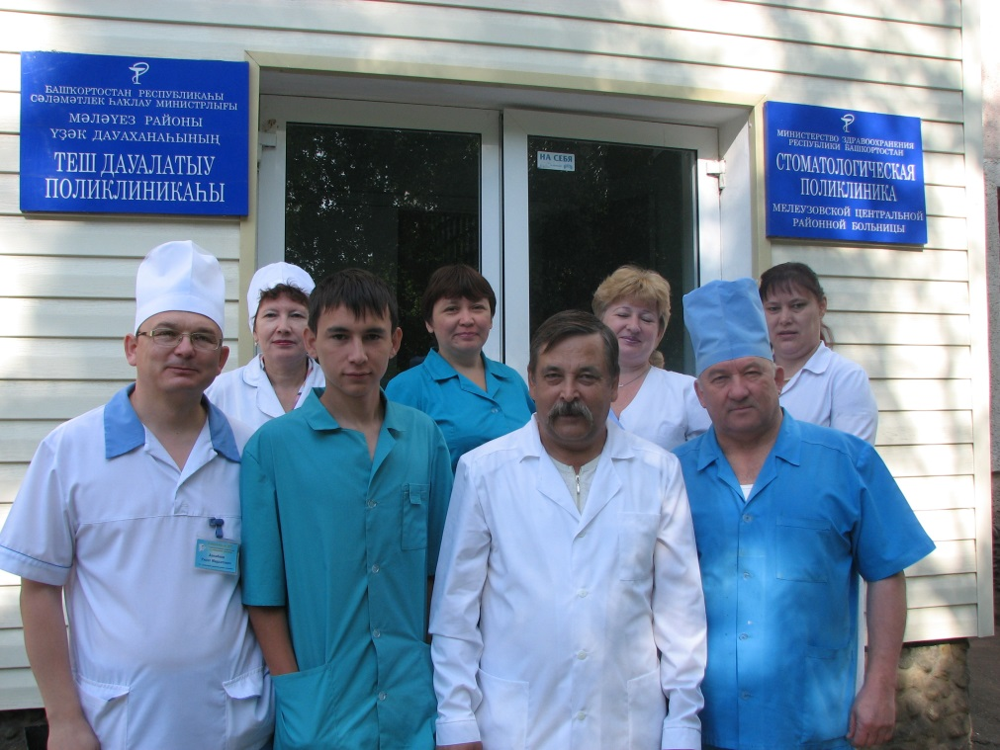 БАШҠОРТОСТАН РЕСПУБЛИКАҺЫ
СӘЛӘМӘТЛЕК ҺАҠЛАУ МИНИСТРЛЫҒЫ
МӘЛӘҮЕЗ РАЙОНЫ
ҮҘӘК ДАУАХАНАҺЫНЫҢ
ТЕШ ДАУАЛАТЫУ
ПОЛИКЛИНИКАҺЫ
НА СЕБЯ
МИНИСТЕРСТВО ЗДРАВООХРАНЕНИЯ
РЕСПУБЛИКИ БАШКОРТОСТАН
СТОМАТОЛОГИЧЕСКАЯ
ПОЛИКЛИНИКА
МЕЛЕУЗОВСКОЙ ЦЕНТРАЛЬНОЙ
РАЙОННОЙ БОЛЬНИЦЫ